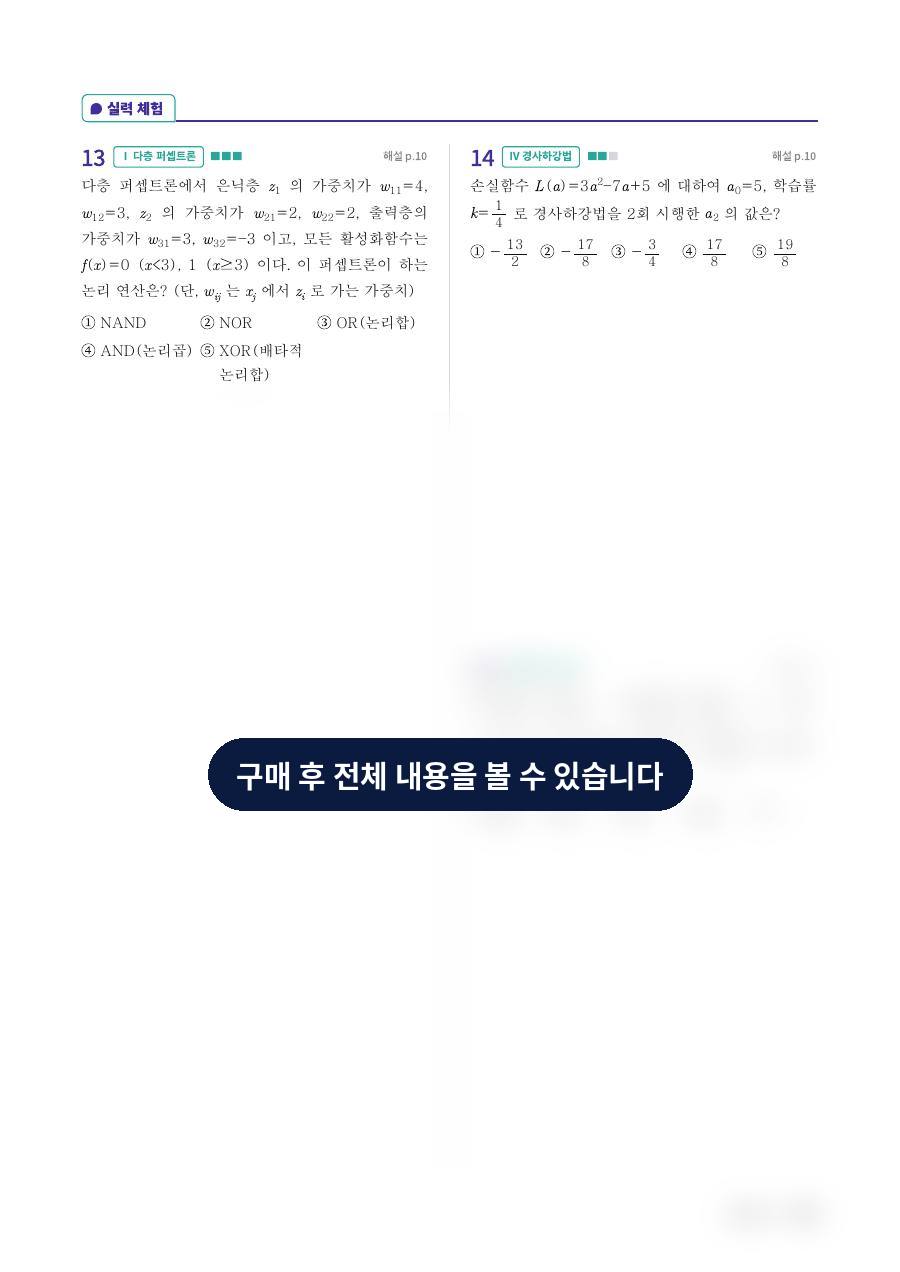 실력 체험
13 I 다층 퍼셉트론 해설 p.10
다층 퍼셉트론에서 은닉층 z₁ 의 가중치가 w₁₁=4,
w₁₂=3, z₂ 의 가중치가 w₂₁=2, w₂₂=2, 출력층의
가중치가 w₃₁=3, w₃₂=−3 이고, 모든 활성화함수는
f(x)=0 (x<3), 1 (x≥3) 이다. 이 퍼셉트론이 하는
논리 연산은? (단, w_ij 는 x_j 에서 z_i 로 가는 가중치)
① NAND ② NOR ③ OR(논리합)
④ AND(논리곱) ⑤ XOR(배타적
논리합)
14 IV 경사하강법 해설 p.10
손실함수 L(a)=3a²−7a+5 에 대하여 a₀=5, 학습률
k=1/4 로 경사하강법을 2회 시행한 a₂ 의 값은?
① −13/2 ② −17/8 ③ −3/4 ④ 17/8 ⑤ 19/8
구매 후 전체 내용을 볼 수 있습니다